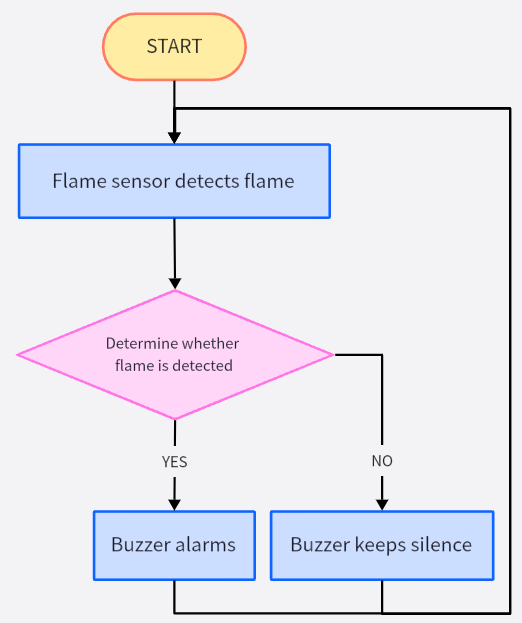 START
Flame sensor detects flame
Determine whether
flame is detected
YES
NO
Buzzer alarms
Buzzer keeps silence